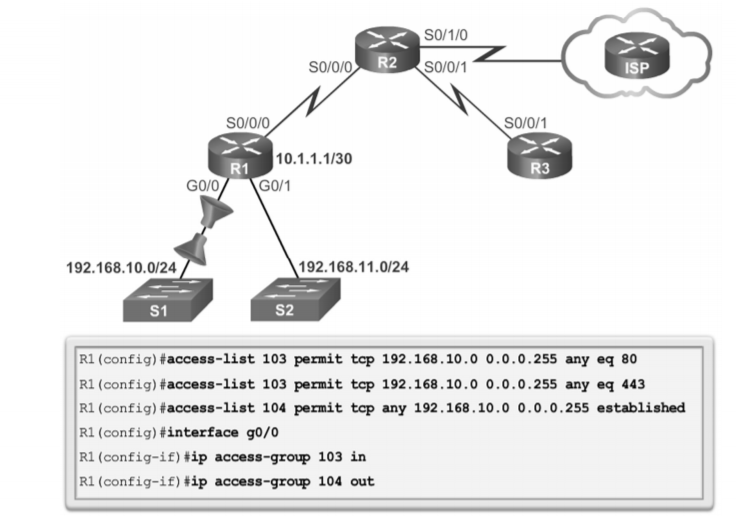 S0/1/0
R2
ISP
S0/0/0
S0/0/1
S0/0/0
S0/0/1
R1
10.1.1.1/30
R3
G0/0
G0/1
192.168.10.0/24
192.168.11.0/24
S1
S2
R1(config)#access-list 103 permit tcp 192.168.10.0 0.0.0.255 any eq 80
R1(config)#access-list 103 permit tcp 192.168.10.0 0.0.0.255 any eq 443
R1(config)#access-list 104 permit tcp any 192.168.10.0 0.0.0.255 established
R1(config)#interface g0/0
R1(config-if)#ip access-group 103 in
R1(config-if)#ip access-group 104 out